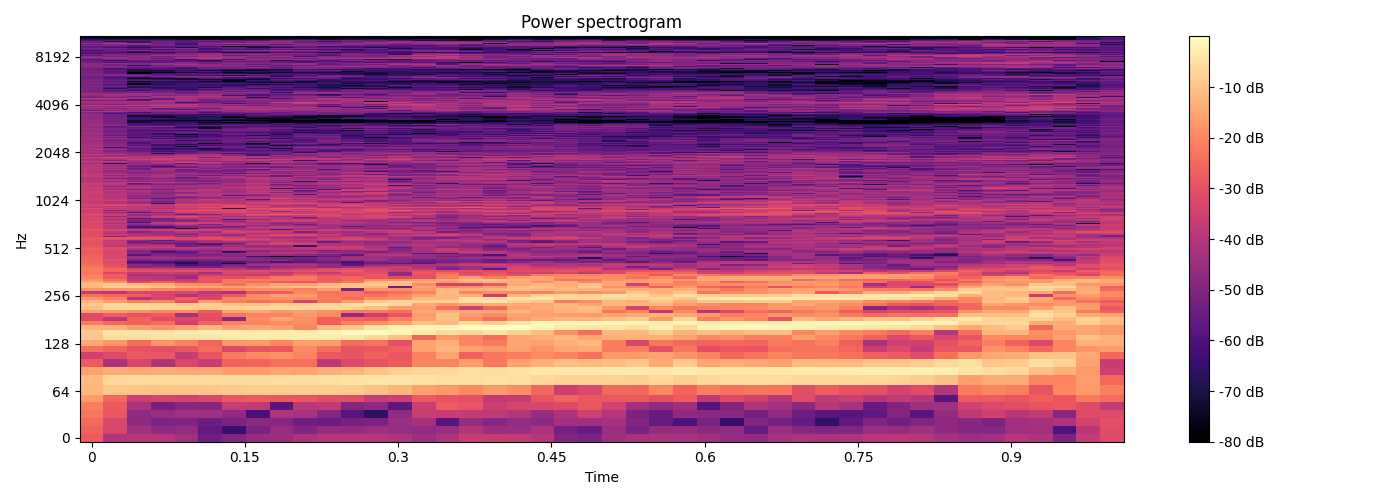 Power spectrogram
Hz
8192
4096
2048
1024
512
256
128
64
0
0 0.15 0.3 0.45 0.6 0.75 0.9
Time
-10 dB
-20 dB
-30 dB
-40 dB
-50 dB
-60 dB
-70 dB
-80 dB